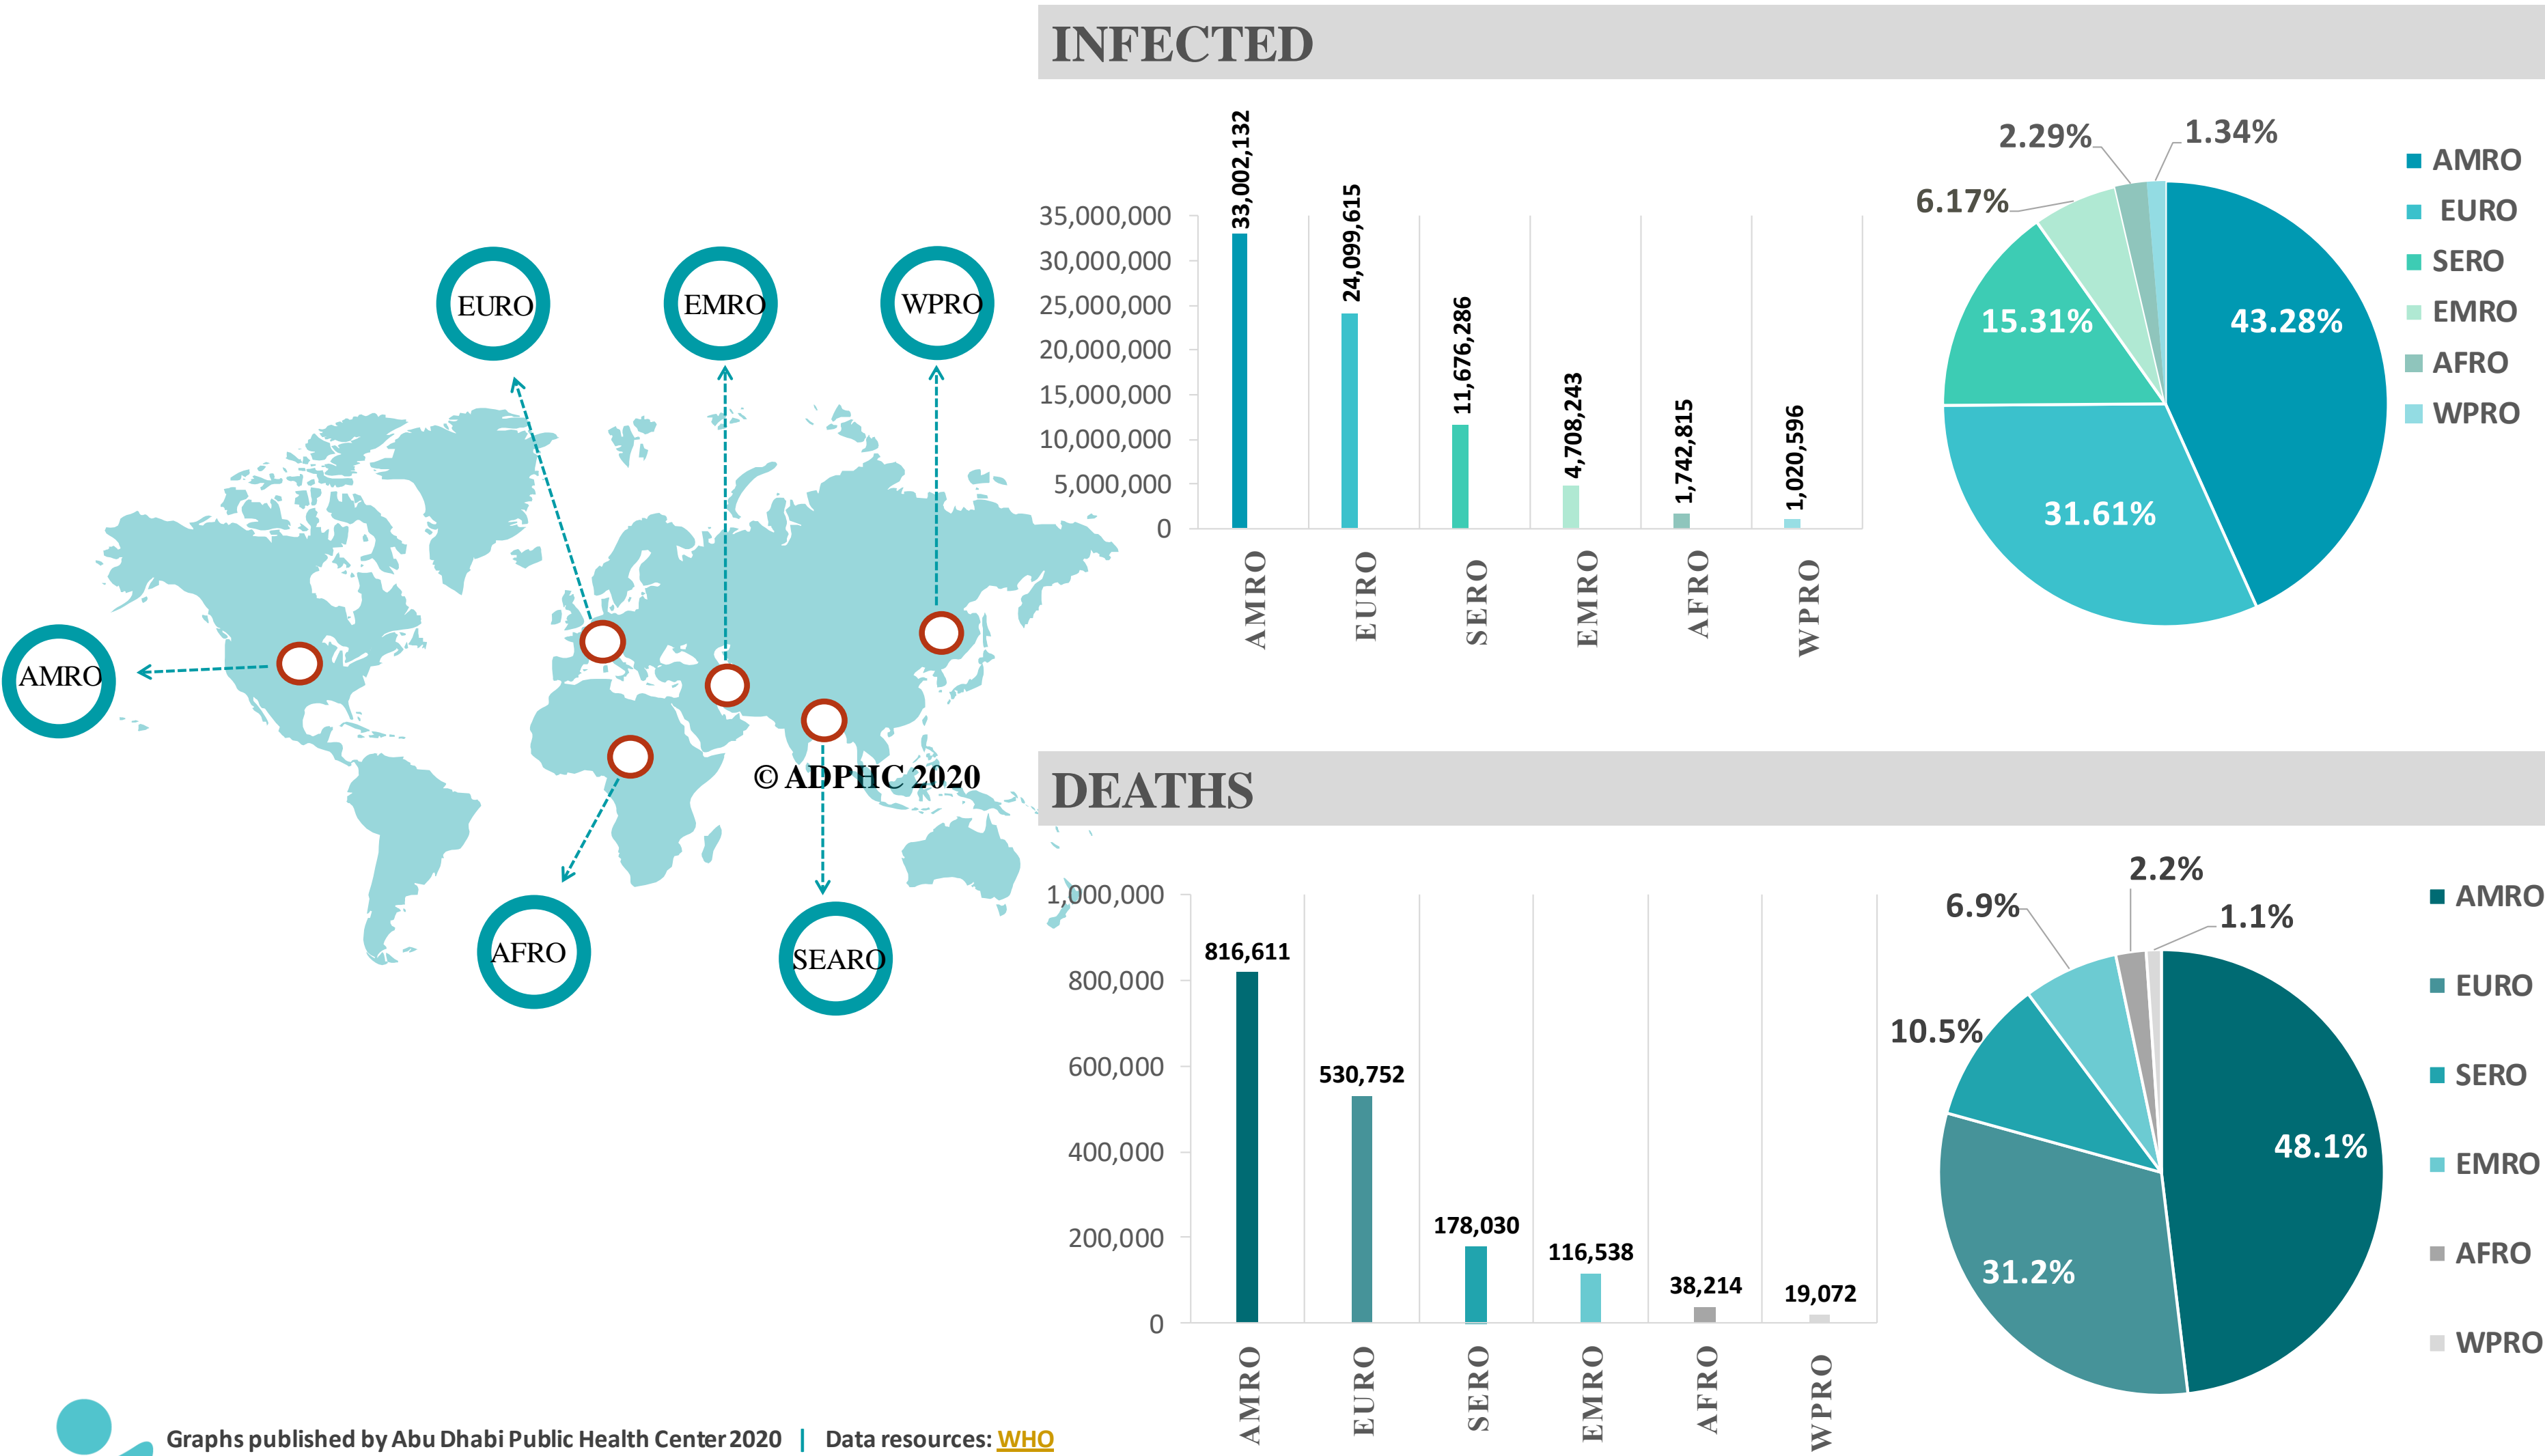 EURO
EMRO
WPRO
AMRO
© ADPHC 2020
AFRO
SEARO
INFECTED
35,000,000
30,000,000
25,000,000
20,000,000
15,000,000
10,000,000
5,000,000
0
33,002,132
24,099,615
11,676,286
4,708,243
1,742,815
1,020,596
AMRO
EURO
SERO
EMRO
AFRO
WPRO
2.29%
1.34%
6.17%
15.31%
43.28%
31.61%
AMRO
EURO
SERO
EMRO
AFRO
WPRO
DEATHS
1,000,000
800,000
600,000
400,000
200,000
0
816,611
530,752
178,030
116,538
38,214
19,072
AMRO
EURO
SERO
EMRO
AFRO
WPRO
2.2%
6.9%
1.1%
10.5%
48.1%
31.2%
AMRO
EURO
SERO
EMRO
AFRO
WPRO
Graphs published by Abu Dhabi Public Health Center 2020 | Data resources: WHO